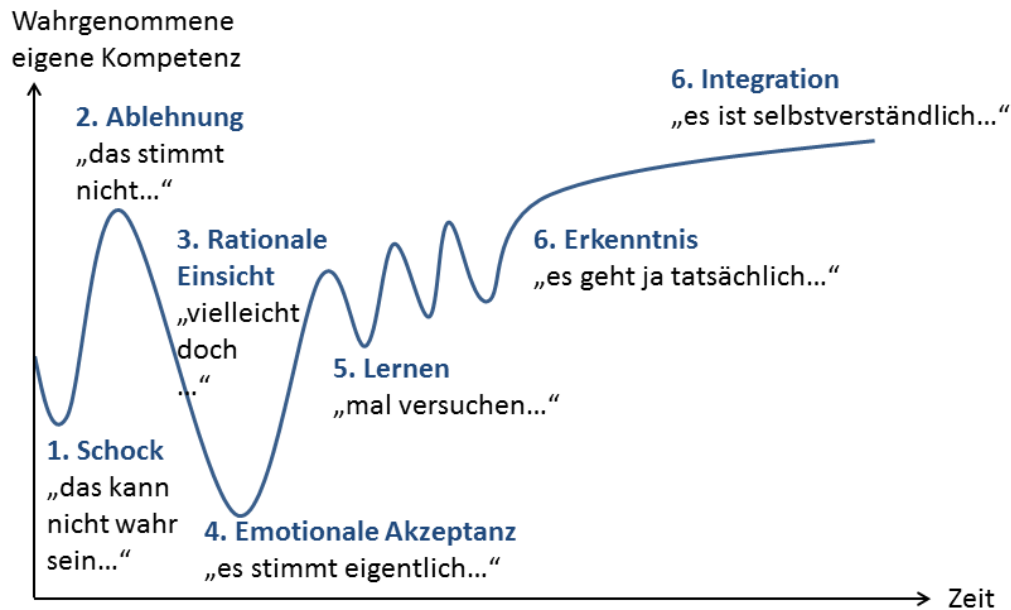 Wahrgenommene
eigene Kompetenz
2. Ablehnung
„das stimmt
nicht…“
6. Integration
„es ist selbstverständlich…“
3. Rationale
Einsicht
„vielleicht
doch
…“
6. Erkenntnis
„es geht ja tatsächlich…“
5. Lernen
„mal versuchen…“
1. Schock
„das kann
nicht wahr
sein…“
4. Emotionale Akzeptanz
„es stimmt eigentlich…“
Zeit